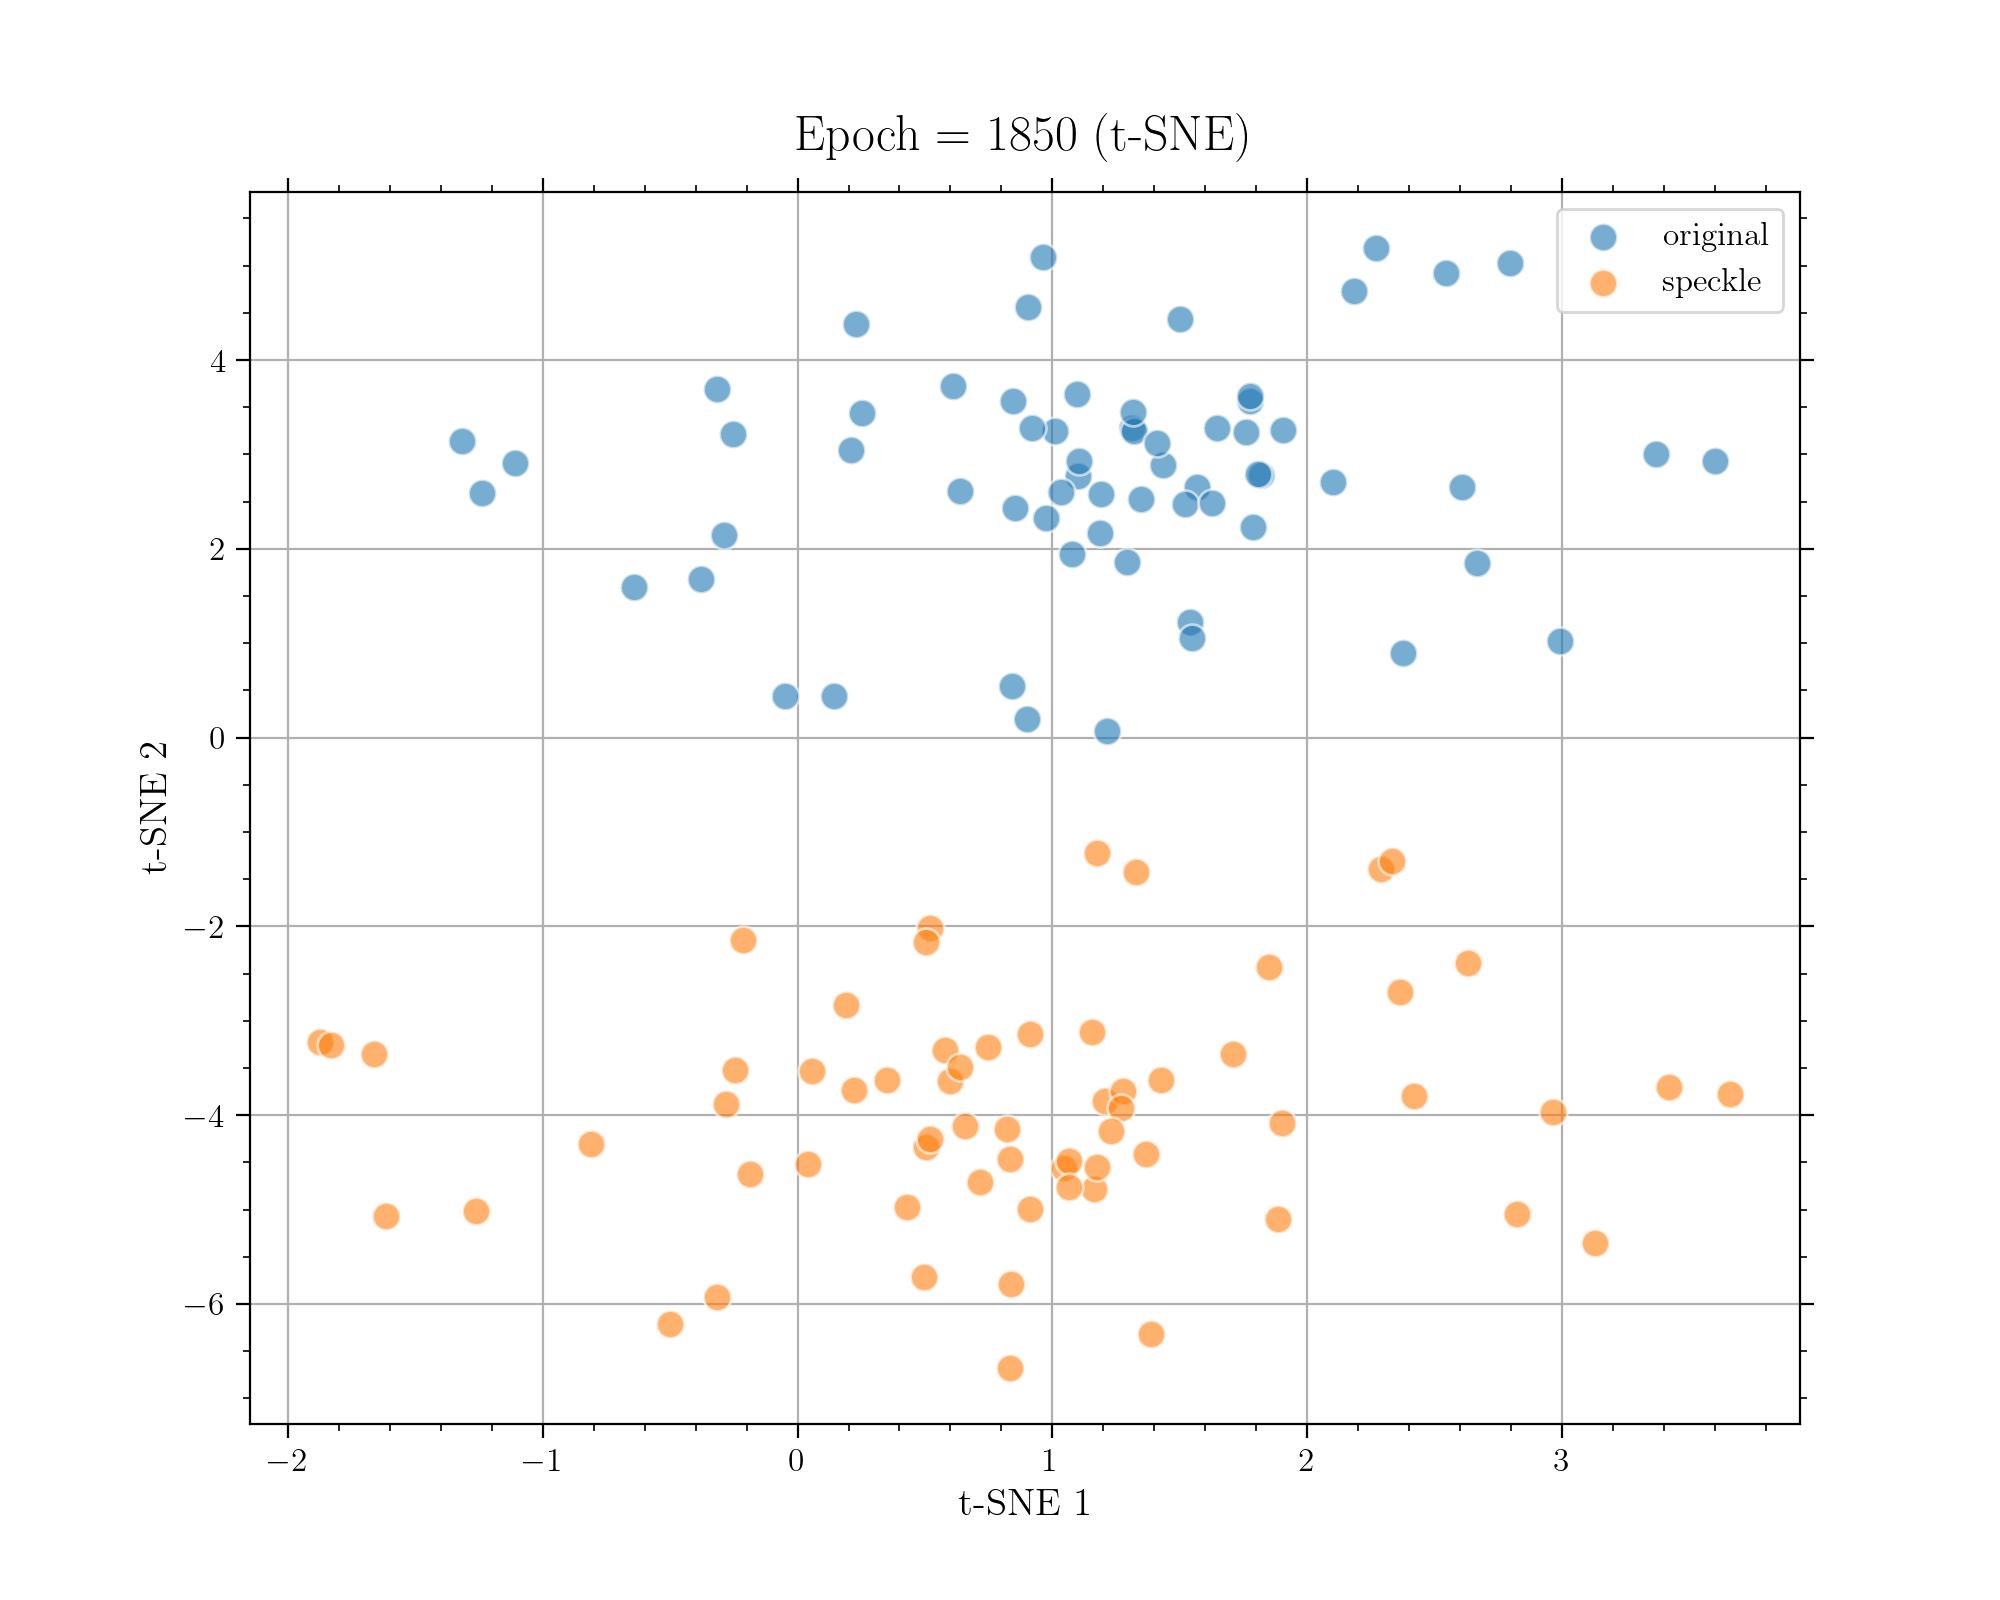 Epoch = 1850 (t-SNE)
original
speckle
4
2
0
−2
−4
−6
t-SNE 2
−2
−1
0
1
2
3
t-SNE 1